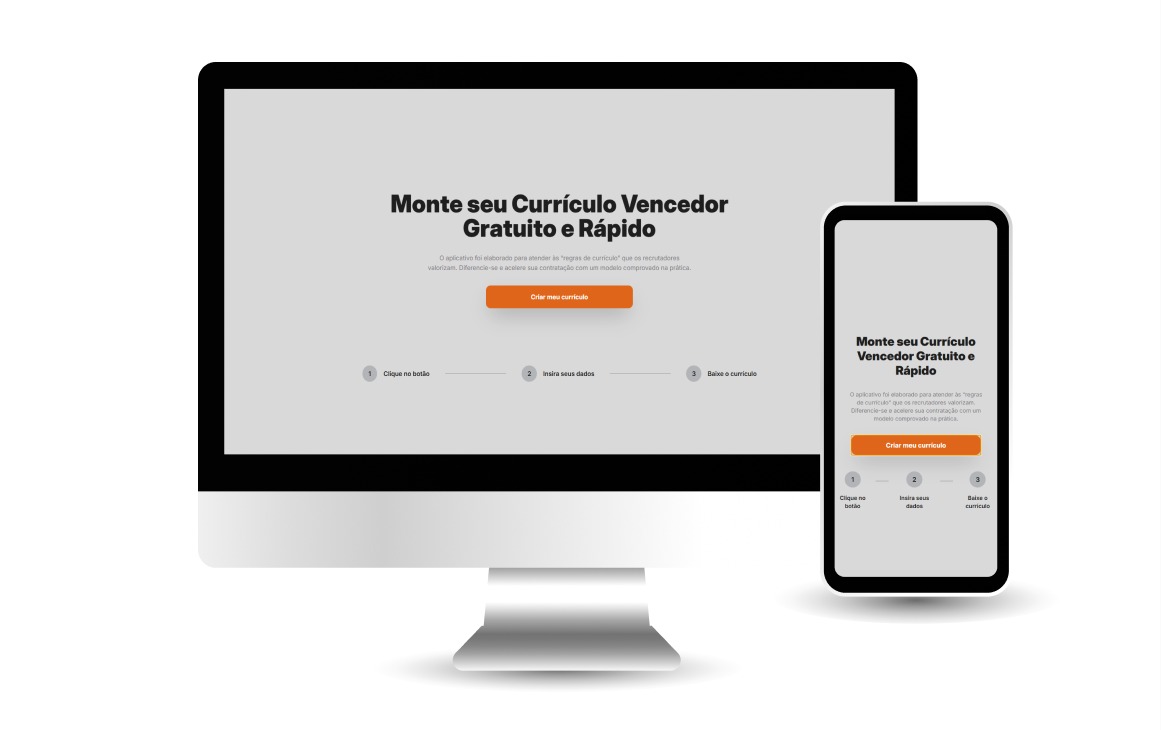 Monte seu Currículo Vencedor
Gratuito e Rápido
O aplicativo foi elaborado para atender às "regras de currículo" que os recrutadores
valorizam. Diferencie-se e acelere sua contratação com um modelo comprovado na prática.
Criar meu currículo
1 Clique no botão
2 Insira seus dados
3 Baixe o currículo
Monte seu Currículo
Vencedor Gratuito e
Rápido
O aplicativo foi elaborado para atender às "regras
de currículo" que os recrutadores valorizam.
Diferencie-se e acelere sua contratação com um
modelo comprovado na prática.
Criar meu currículo
1 2 3
Clique no Insira seus Baixe o
botão dados currículo